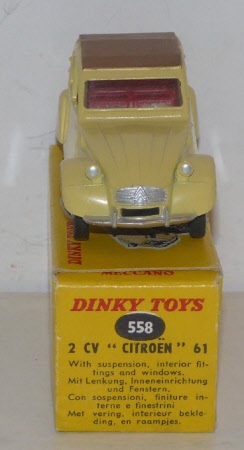 MECCANO
DINKY TOYS
558
2 CV " CITROËN " 61
With suspension, interior fit-
tings and windows.
Mit Lenkung, Inneneinrichtung
und Fenstern.
Con sospensioni, finiture in-
terne e finestrini
Met vering, interieur bekle-
ding, en raampjes.